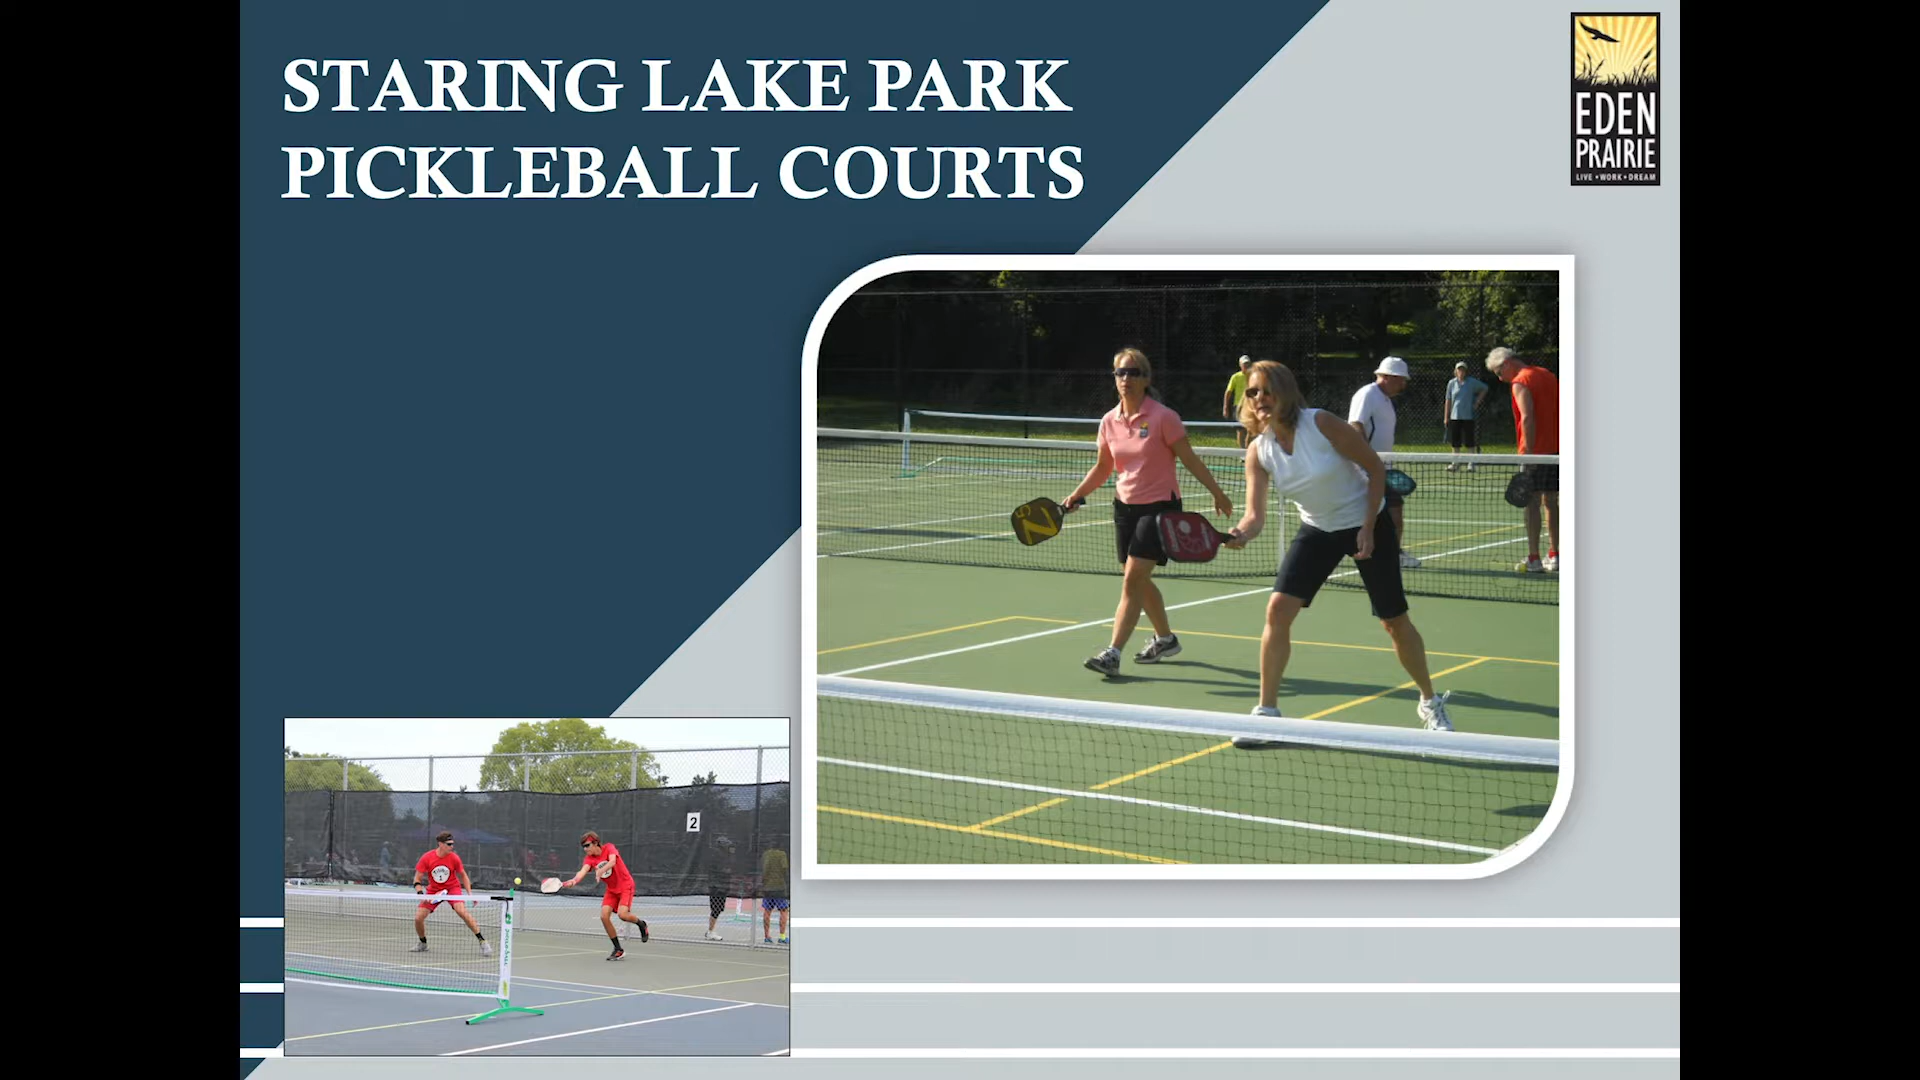 STARING LAKE PARK
PICKLEBALL COURTS
EDEN
PRAIRIE
LIVE • WORK • DREAM
2